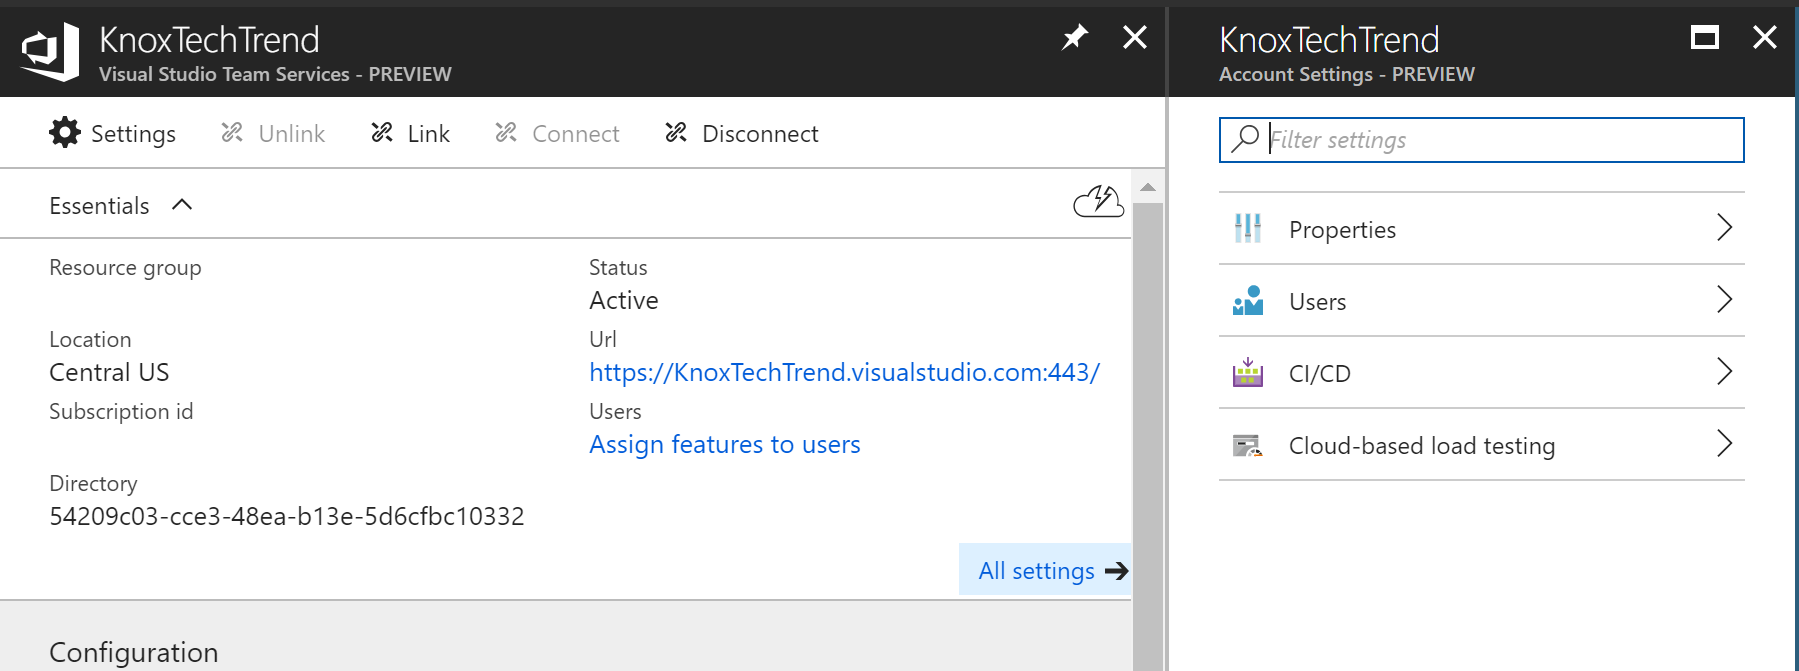 KnoxTechTrend
Visual Studio Team Services - PREVIEW
Settings
Unlink
Link
Connect
Disconnect
Essentials
Resource group
Status
Active
Location
Url
Central US
https://KnoxTechTrend.visualstudio.com:443/
Subscription id
Users
Assign features to users
Directory
54209c03-cce3-48ea-b13e-5d6cfbc10332
All settings
Configuration
KnoxTechTrend
Account Settings - PREVIEW
Filter settings
Properties
Users
CI/CD
Cloud-based load testing